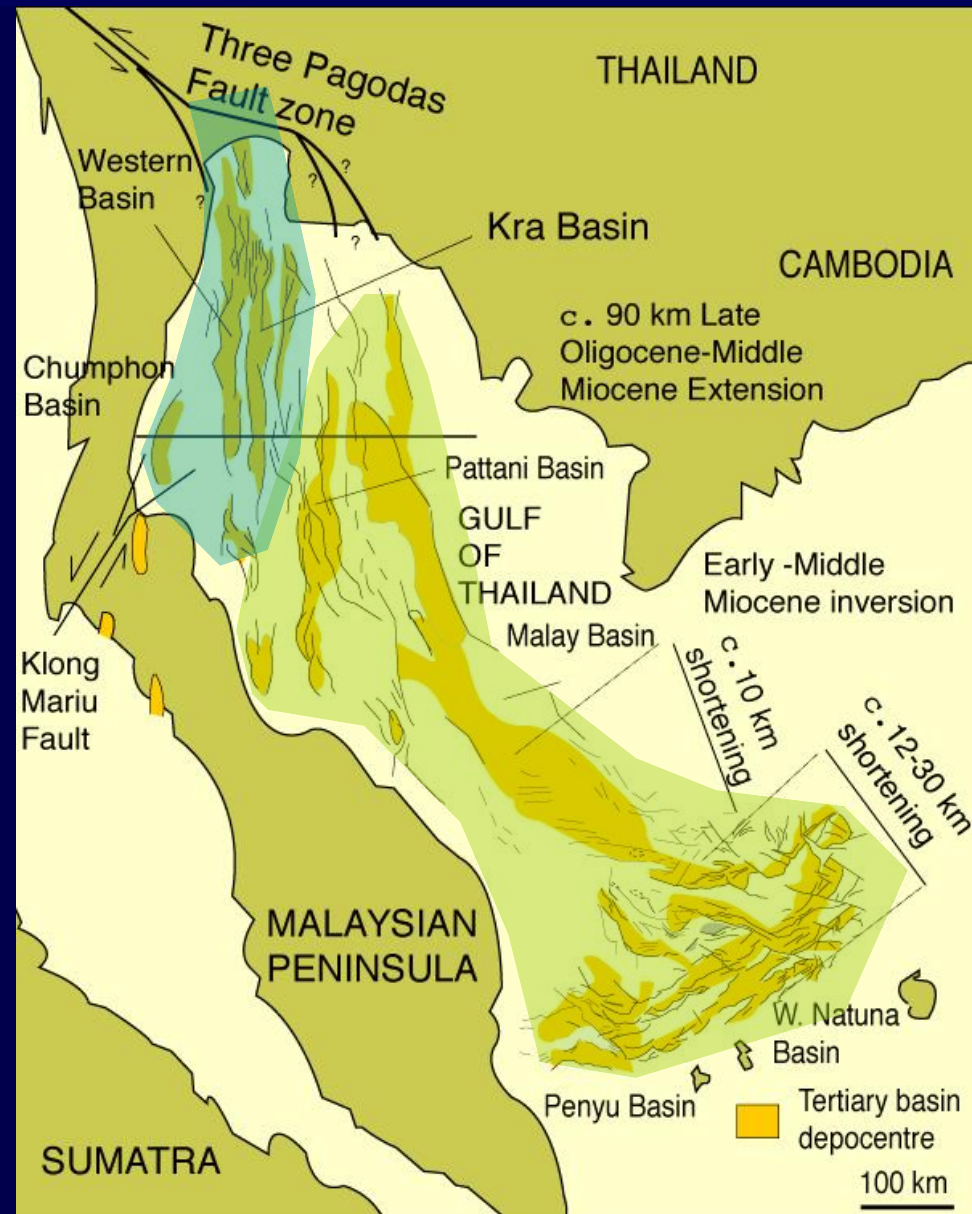 Three Pagodas
Fault zone
THAILAND
Western
Basin
?
?
?
?
Kra Basin
CAMBODIA
c. 90 km Late
Oligocene-Middle
Miocene Extension
Chumphon
Basin
Pattani Basin
GULF
OF
THAILAND
Early -Middle
Miocene inversion
Malay Basin
c. 10 km
shortening
c. 12-30 km
shortening
Klong
Mariu
Fault
MALAYSIAN
PENINSULA
W. Natuna
Basin
Penyu Basin
Tertiary basin
depocentre
SUMATRA
100 km